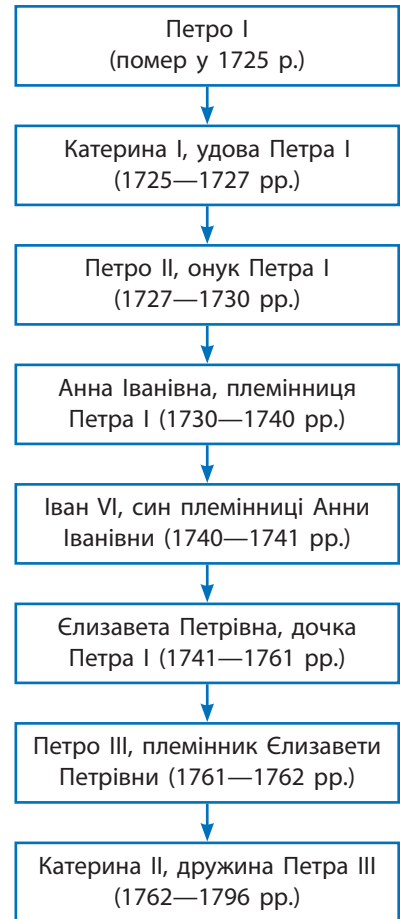 Петро І
(помер у 1725 р.)
Катерина І, удова Петра І
(1725—1727 рр.)
Петро ІІ, онук Петра І
(1727—1730 рр.)
Анна Іванівна, племінниця
Петра І (1730—1740 рр.)
Іван VI, син племінниці Анни
Іванівни (1740—1741 рр.)
Єлизавета Петрівна, дочка
Петра І (1741—1761 рр.)
Петро ІІІ, племінник Єлизавети
Петрівни (1761—1762 рр.)
Катерина ІІ, дружина Петра ІІІ
(1762—1796 рр.)